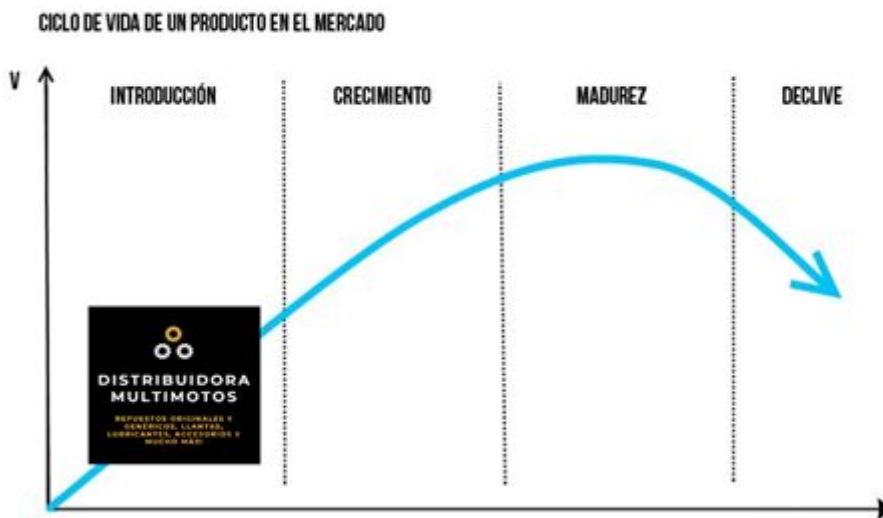 CICLO DE VIDA DE UN PRODUCTO EN EL MERCADO
V
INTRODUCCIÓN
CRECIMIENTO
MADUREZ
DECLIVE
DISTRIBUIDORA
MULTIMOTOS
REPUESTOS ORIGINALES Y
GENÉRICOS, LLANTAS,
LUBRICANTES, ACCESORIOS Y
MUCHO MÁS!